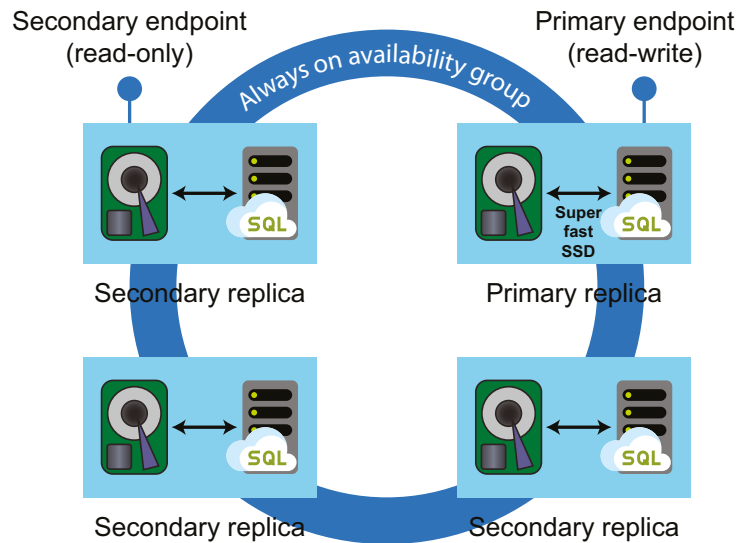 Secondary endpoint
(read-only)
Primary endpoint
(read-write)
Always on availability group
SQL
Super
fast
SSD
SQL
Secondary replica
Primary replica
SQL
SQL
Secondary replica
Secondary replica